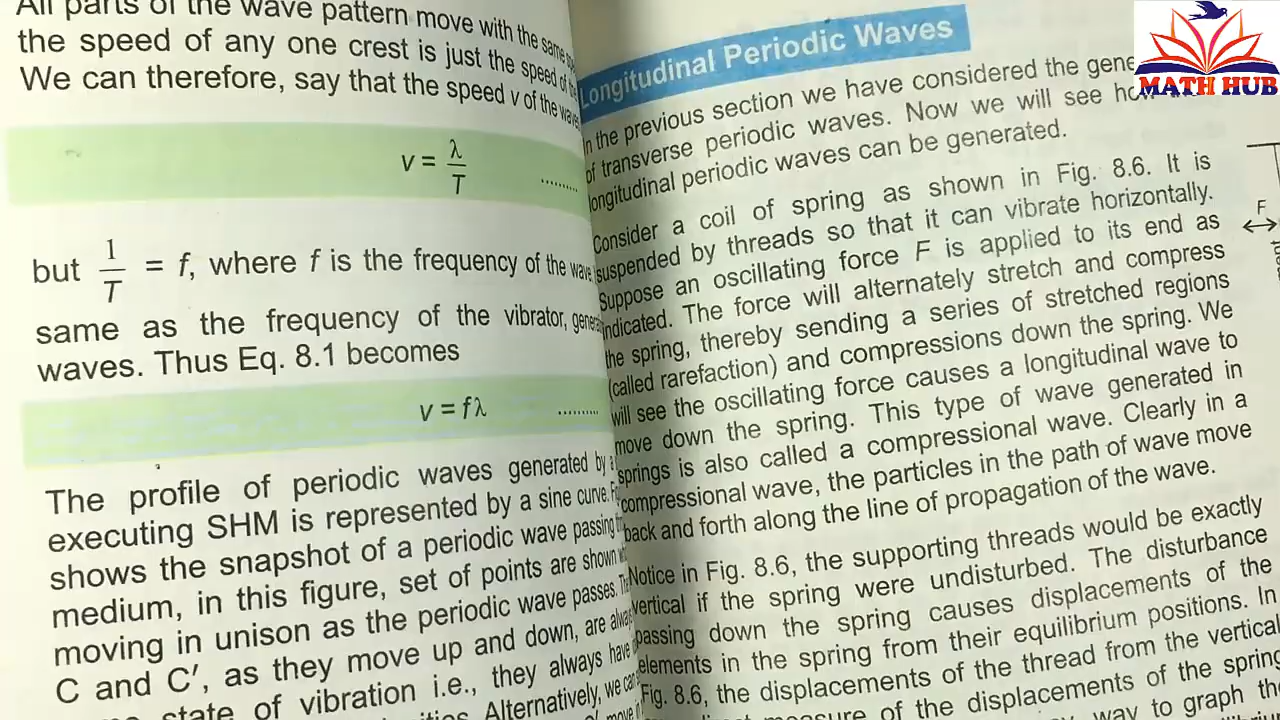 All parts of the wave pattern move with the same
the speed of any one crest is just the speed of
We can therefore, say that the speed v of the wave
v = λ/T ..........
but 1/T = f, where f is the frequency of the wave
same as the frequency of the vibrator,
waves. Thus Eq. 8.1 becomes
v = fλ ..........
The profile of periodic waves generated by
executing SHM is represented by a sine curve.
shows the snapshot of a periodic wave passing
medium, in this figure, set of points are shown
moving in unison as the periodic wave passes.
C and C′, as they move up and down, are
state of vibration i.e., they always have
Alternatively, we can
Longitudinal Periodic Waves
In the previous section we have considered the
of transverse periodic waves. Now we will see
longitudinal periodic waves can be generated.
Consider a coil of spring as shown in Fig. 8.6. It is
suspended by threads so that it can vibrate horizontally.
Suppose an oscillating force F is applied to its end as
indicated. The force will alternately stretch and compress
the spring, thereby sending a series of stretched regions
(called rarefaction) and compressions down the spring. We
will see the oscillating force causes a longitudinal wave to
move down the spring. This type of wave generated in
springs is also called a compressional wave. Clearly in a
compressional wave, the particles in the path of wave move
back and forth along the line of propagation of the wave.
Notice in Fig. 8.6, the supporting threads would be exactly
vertical if the spring were undisturbed. The disturbance
passing down the spring causes displacements of the
elements in the spring from their equilibrium positions. In
Fig. 8.6, the displacements of the thread from the vertical
of the displacements of the spring
way to graph the
F
MATH HUB